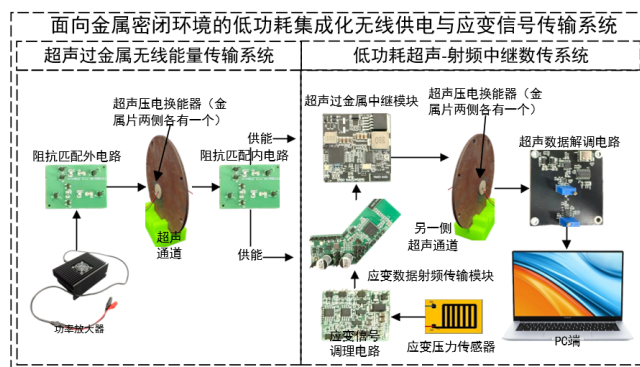 面向金属密闭环境的低功耗集成化无线供电与应变信号传输系统
超声过金属无线能量传输系统
超声压电换能器（金
属片两侧各有一个）
供能
阻抗匹配外电路
阻抗匹配内电路
超声
通道
供能
功率放大器
低功耗超声-射频中继数传系统
超声过金属中继模块
超声压电换能器（金
属片两侧各有一个）
超声数据解调电路
另一侧
超声通道
应变数据射频传输模块
应变信号
调理电路
应变压力传感器
PC端